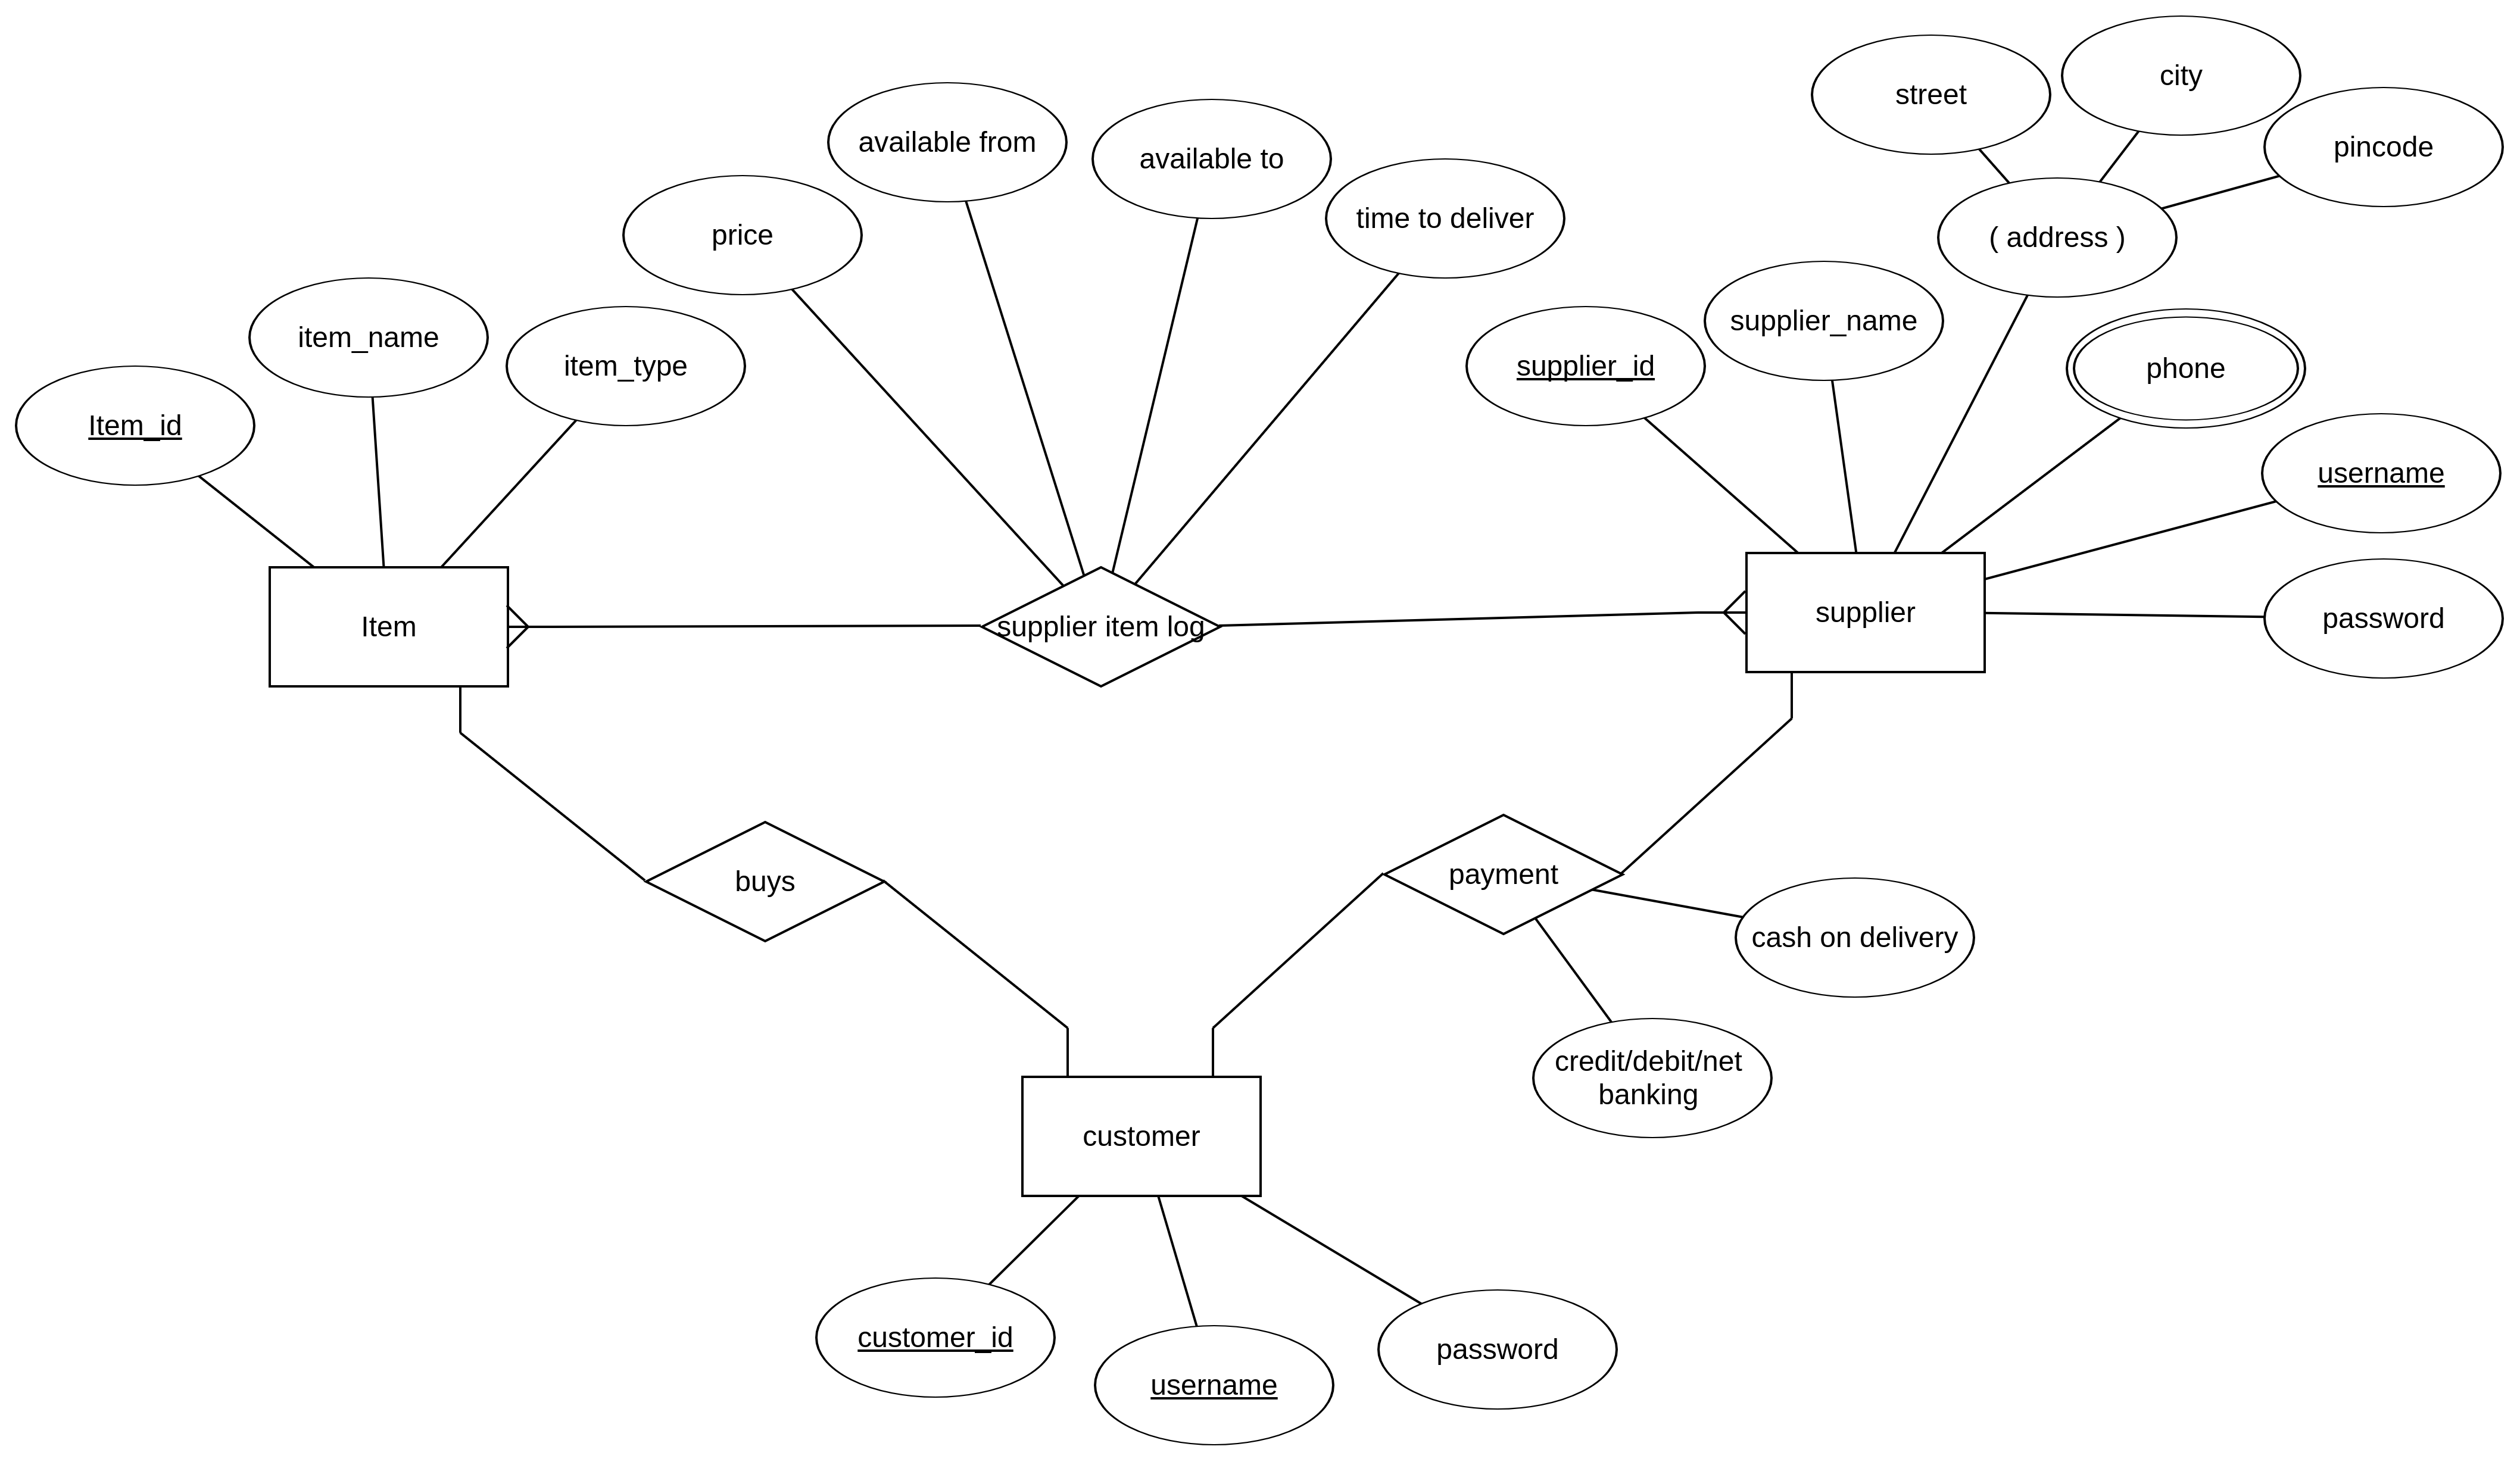 city
street
pincode
available from
available to
time to deliver
price
( address )
supplier_name
item_name
item_type
supplier_id
phone
Item_id
username
supplier
password
Item
supplier item log
buys
payment
cash on delivery
credit/debit/net
banking
customer
customer_id
password
username